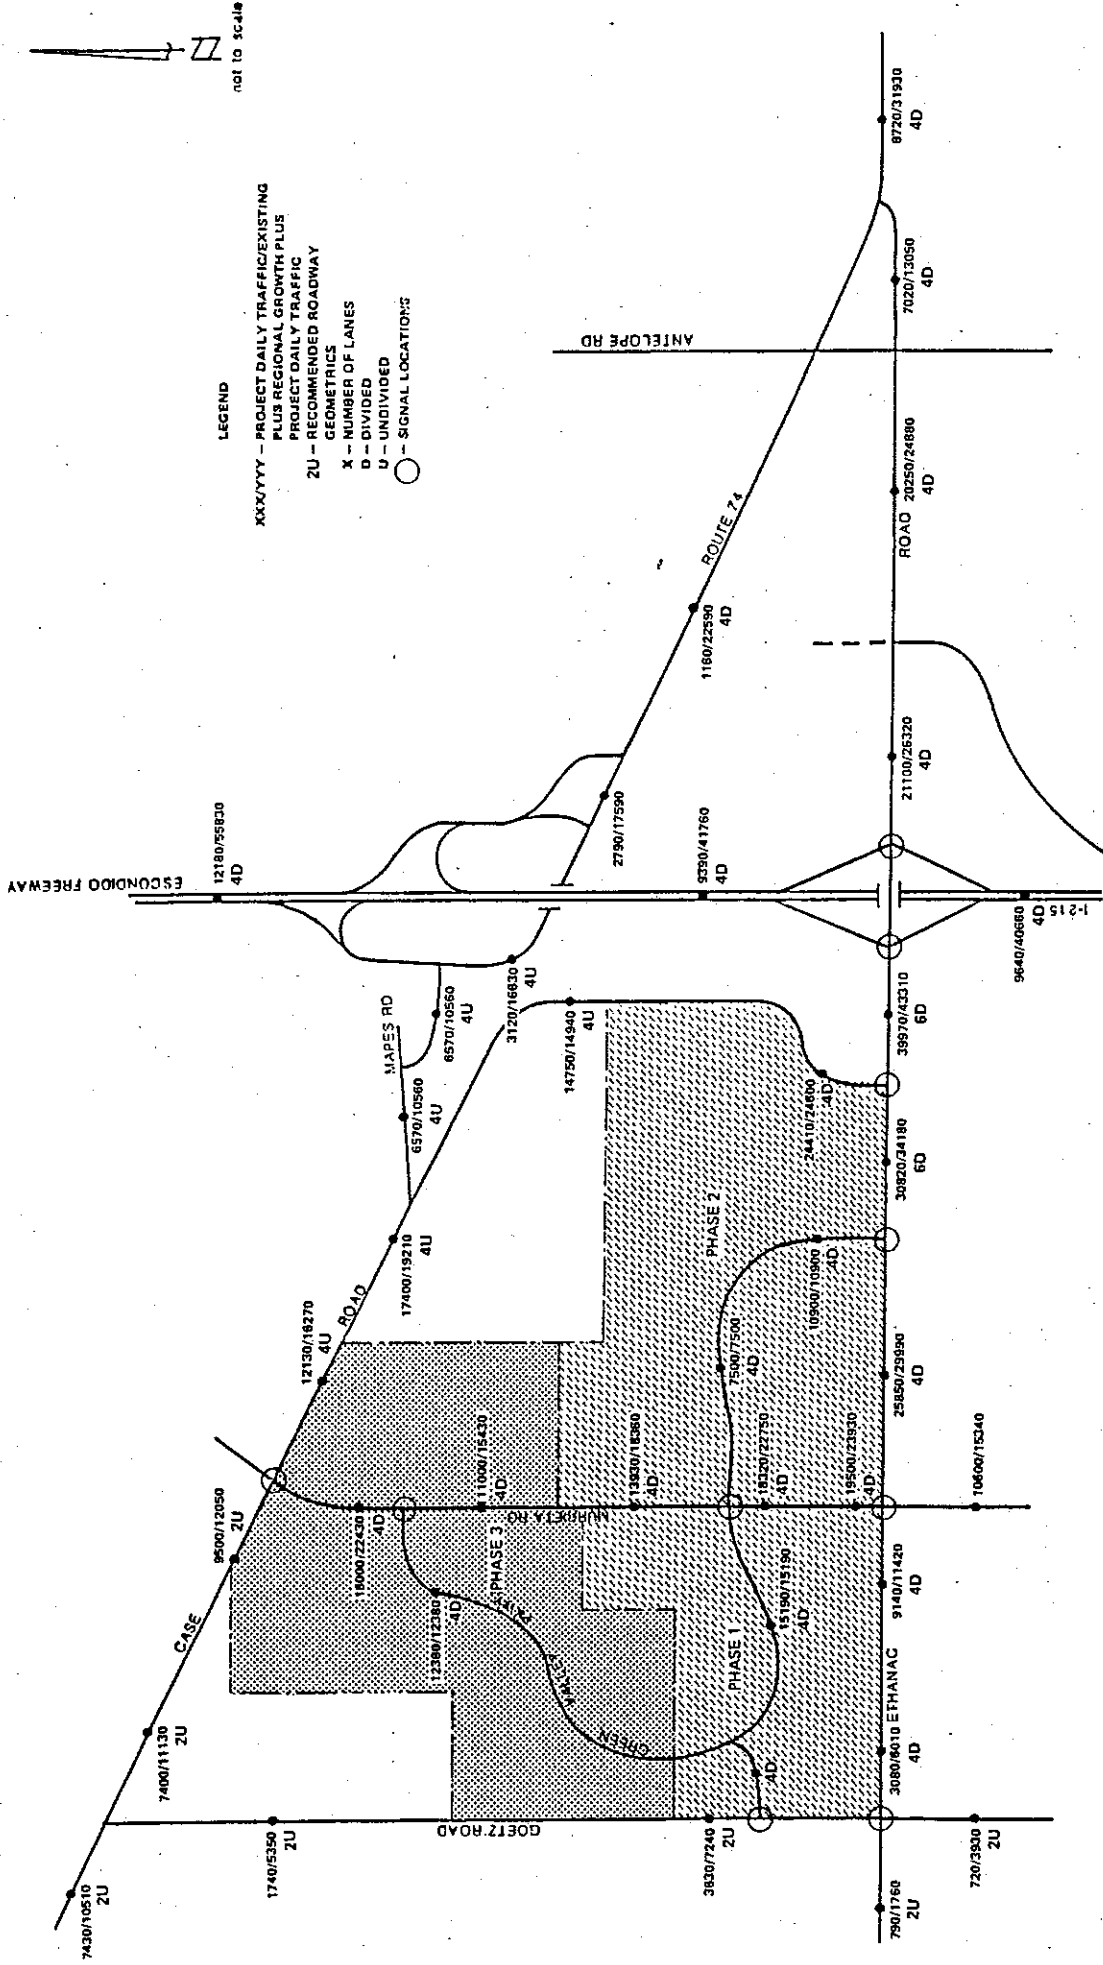 not to scale
LEGEND
XXX/YYY – PROJECT DAILY TRAFFIC/EXISTING
PLUS REGIONAL GROWTH PLUS
PROJECT DAILY TRAFFIC
2U – RECOMMENDED ROADWAY
GEOMETRICS
X – NUMBER OF LANES
D – DIVIDED
U – UNDIVIDED
– SIGNAL LOCATIONS
7430/10510
2U
7400/11130
2U
CASE
9500/12050
2U
12130/16270
4U
ROAD
17400/19210
4U
MAPES RD
6570/10560
4U
6570/10560
4U
3120/16630
4U
14750/14940
4U
ESCONDIDO FREEWAY
12180/55830
4D
2790/17590
9390/41760
4D
9640/40660
4D
I-215
1160/22590
4D
ROUTE 74
ANTELOPE RD
8720/31930
4D
7020/13050
4D
20250/24880
4D
ROAD
21100/26320
4D
39970/43310
6D
24410/24600
4D
30820/34180
6D
PHASE 2
10900/10900
4D
7500/7500
4D
25850/29990
4D
18000/22430
4D
11000/15430
4D
MURRIETA RD
13930/18360
4D
18320/22750
4D
19500/23930
4D
10600/15340
PHASE 3
12380/12380
4D
GREEN
VALLEY
PHASE 1
15190/15190
4D
4D
9140/11420
4D
ETHANAC
3080/6010
4D
GOETZ ROAD
1740/5350
2U
3630/7240
2U
720/3930
2U
790/1760
2U